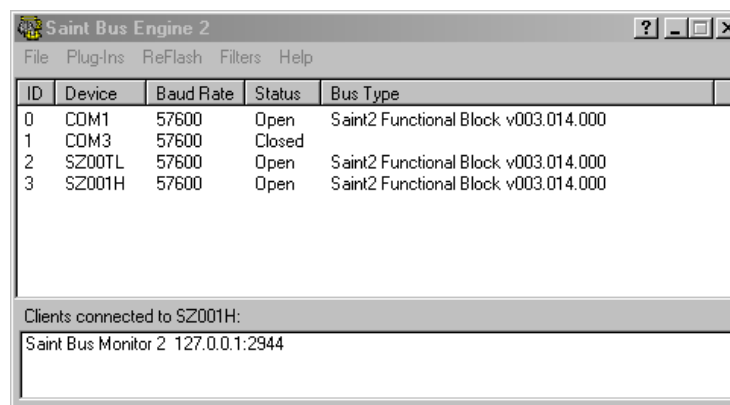 Saint Bus Engine 2
File Plug-Ins ReFlash Filters Help
ID Device Baud Rate Status Bus Type
0 COM1 57600 Open Saint2 Functional Block v003.014.000
1 COM3 57600 Closed
2 SZ00TL 57600 Open Saint2 Functional Block v003.014.000
3 SZ001H 57600 Open Saint2 Functional Block v003.014.000
Clients connected to SZ001H:
Saint Bus Monitor 2 127.0.0.1:2944